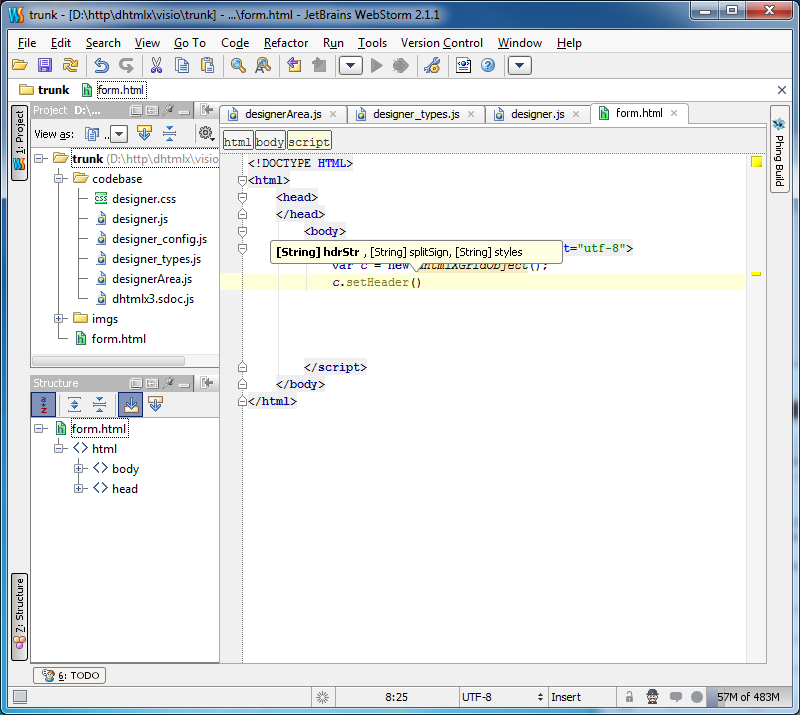 trunk - [D:\http\dhtmlx\visio\trunk] - ...\form.html - JetBrains WebStorm 2.1.1
File Edit Search View Go To Code Refactor Run Tools Version Control Window Help
trunk form.html
1: Project
Project D:\...
View as: ..
trunk (D:\http\dhtmlx\visio
codebase
designer.css
designer.js
designer_config.js
designer_types.js
designerArea.js
dhtmlx3.sdoc.js
imgs
form.html
Structure
form.html
html
body
head
7: Structure
designerArea.js designer_types.js designer.js form.html
html body script
<!DOCTYPE HTML>
<html>
<head>
</head>
<body>
[String] hdrStr , [String] splitSign, [String] styles
t="utf-8">
var c = new dhtmlXGridObject();
c.setHeader()
</script>
</body>
</html>
Phing Build
6: TODO
8:25 UTF-8 Insert 57M of 483M